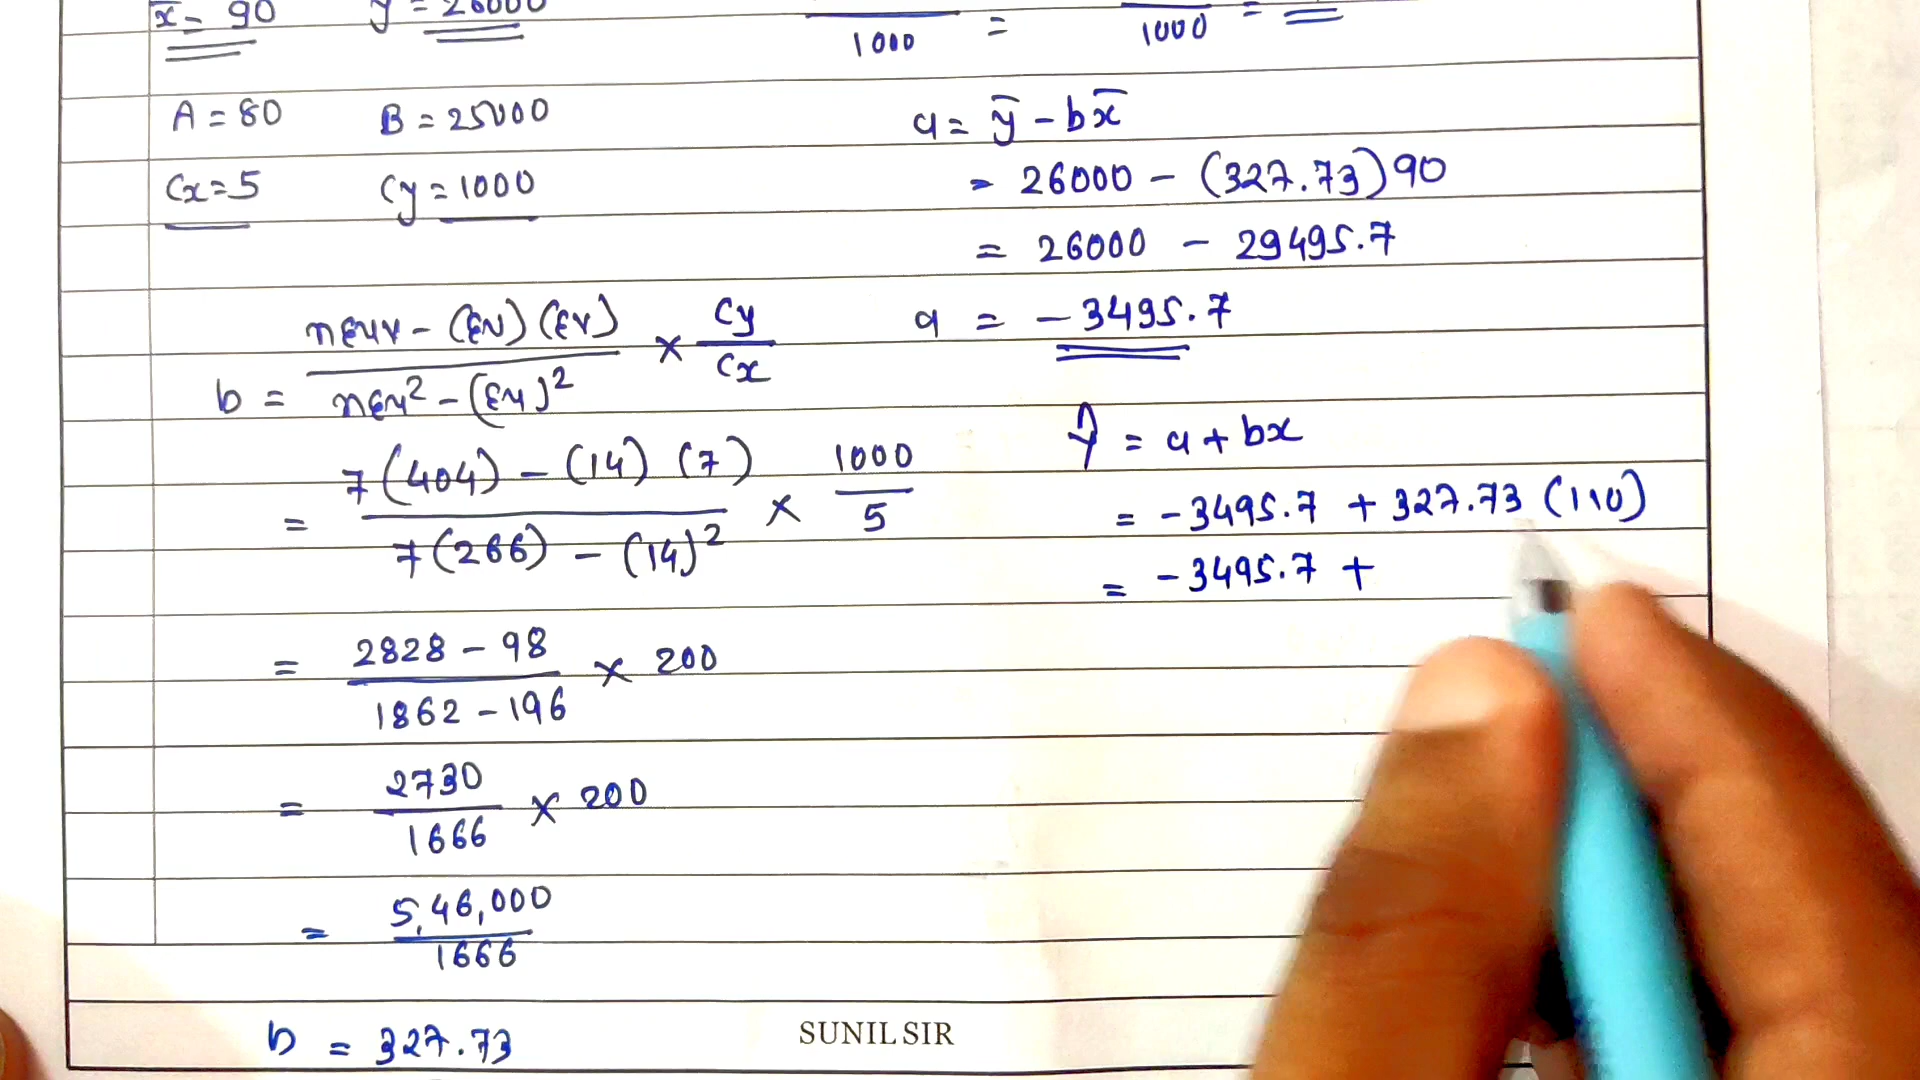 x̄ = 90 ȳ = 26000
1000 = 1000 =
A = 80 B = 25000
Cx = 5 Cy = 1000
b = nΣuv - (Σu)(Σv) / nΣu² - (Σu)² × Cy / Cx
= 7(404) - (14)(7) / 7(266) - (14)² × 1000 / 5
= 2828 - 98 / 1862 - 196 × 200
= 2730 / 1666 × 200
= 5,46,000 / 1666
b = 327.73
a = ȳ - bx̄
= 26000 - (327.73)90
= 26000 - 29495.7
a = -3495.7
ŷ = a + bx
= -3495.7 + 327.73(110)
= -3495.7 +
SUNIL SIR